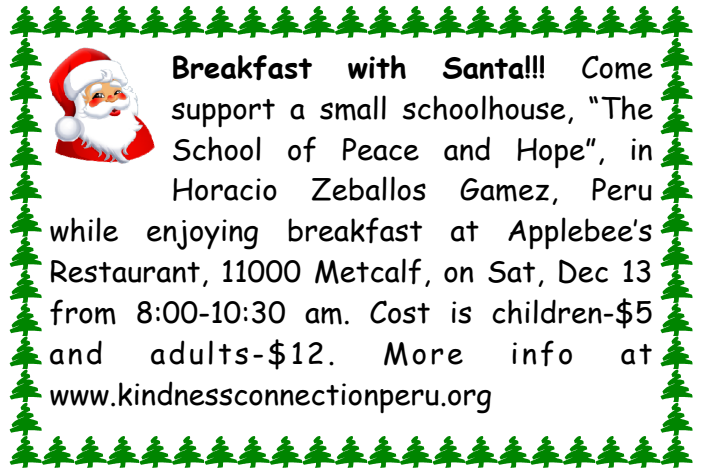 Breakfast with Santa!!! Come
support a small schoolhouse, “The
School of Peace and Hope”, in
Horacio Zeballos Gamez, Peru
while enjoying breakfast at Applebee’s
Restaurant, 11000 Metcalf, on Sat, Dec 13
from 8:00-10:30 am. Cost is children-$5
and adults-$12. More info at
www.kindnessconnectionperu.org